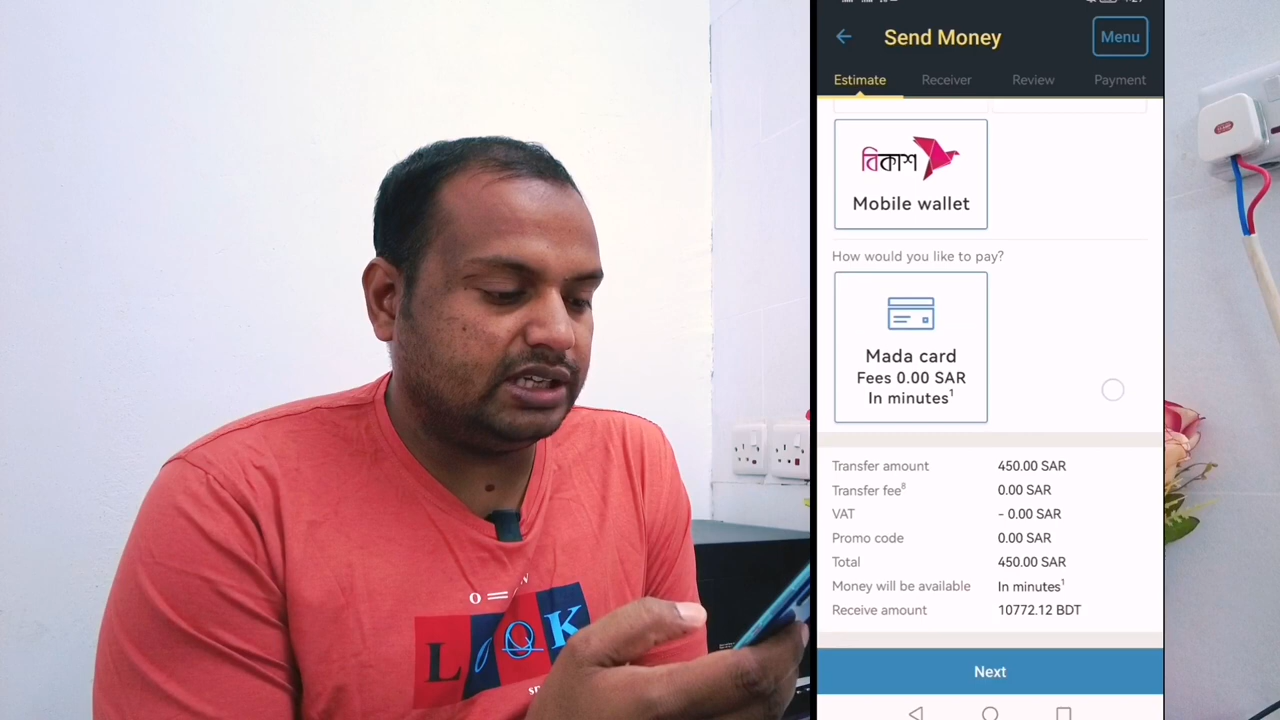 Send Money
Menu
Estimate
Receiver
Review
Payment
বিকাশ
Mobile wallet
How would you like to pay?
Mada card
Fees 0.00 SAR
In minutes¹
Transfer amount 450.00 SAR
Transfer fee⁸ 0.00 SAR
VAT - 0.00 SAR
Promo code 0.00 SAR
Total 450.00 SAR
Money will be available In minutes¹
Receive amount 10772.12 BDT
Next
LOOK